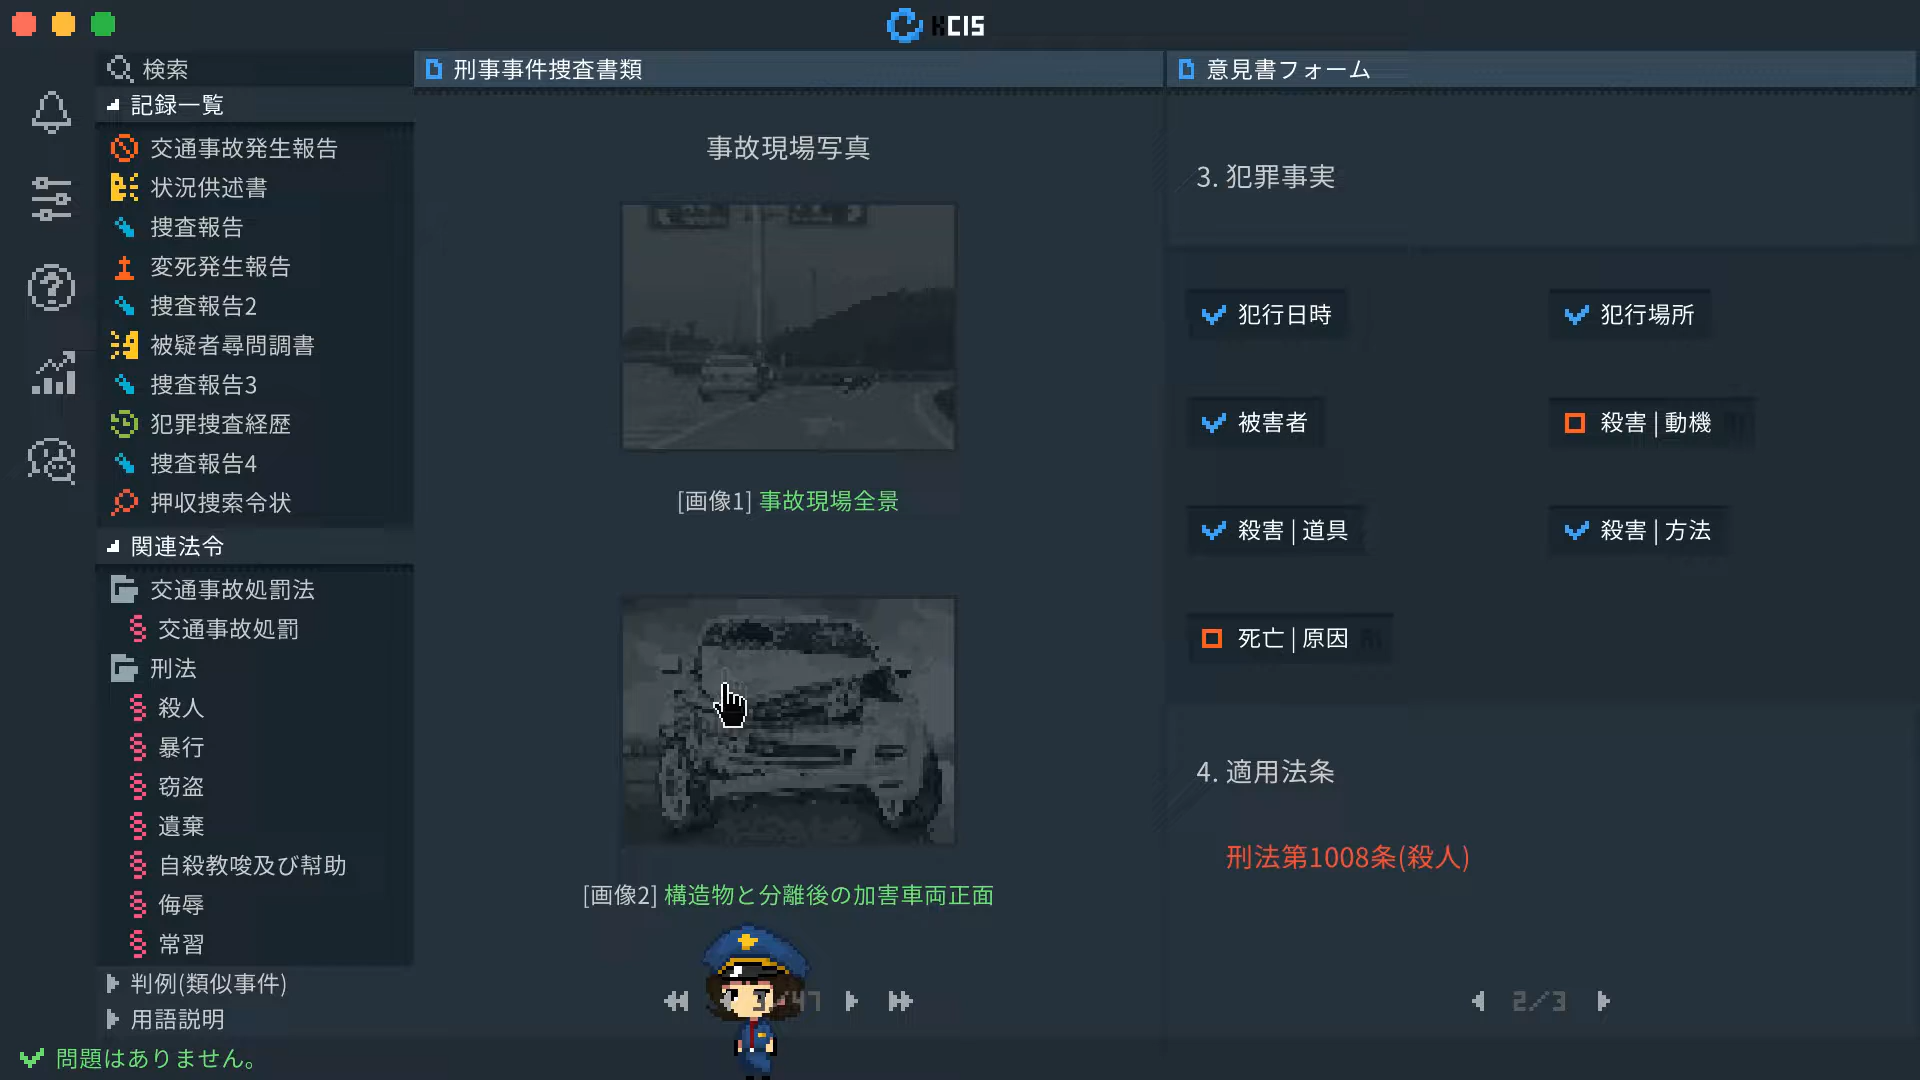 KCIS
検索
記録一覧
交通事故発生報告
状況供述書
捜査報告
変死発生報告
捜査報告2
被疑者尋問調書
捜査報告3
犯罪捜査経歴
捜査報告4
押収捜索令状
関連法令
交通事故処罰法
交通事故処罰
刑法
殺人
暴行
窃盗
遺棄
自殺教唆及び幇助
侮辱
常習
判例(類似事件)
用語説明
問題はありません。
刑事事件捜査書類
事故現場写真
[画像1] 事故現場全景
[画像2] 構造物と分離後の加害車両正面
意見書フォーム
3. 犯罪事実
犯行日時
犯行場所
被害者
殺害 | 動機
殺害 | 道具
殺害 | 方法
死亡 | 原因
4. 適用法条
刑法第1008条(殺人)
2/3